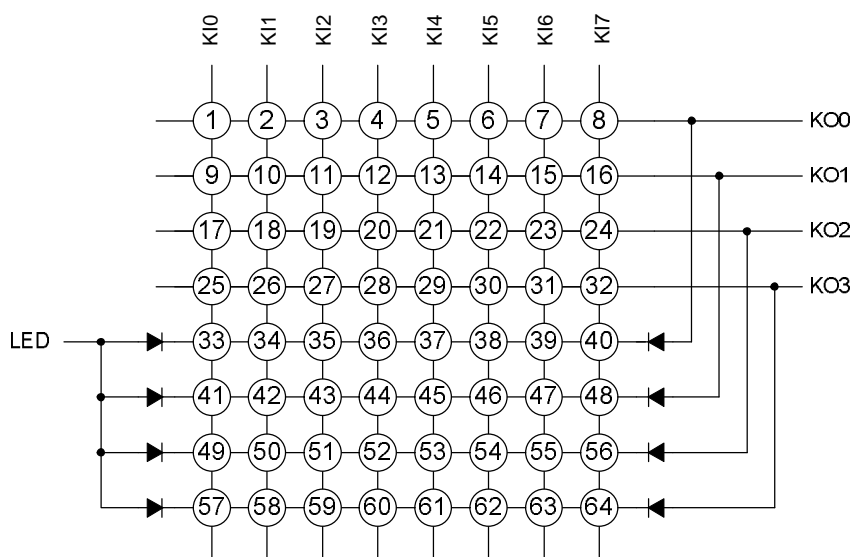 KI0 KI1 KI2 KI3 KI4 KI5 KI6 KI7
1 2 3 4 5 6 7 8 KO0
9 10 11 12 13 14 15 16 KO1
17 18 19 20 21 22 23 24 KO2
25 26 27 28 29 30 31 32 KO3
LED 33 34 35 36 37 38 39 40
41 42 43 44 45 46 47 48
49 50 51 52 53 54 55 56
57 58 59 60 61 62 63 64